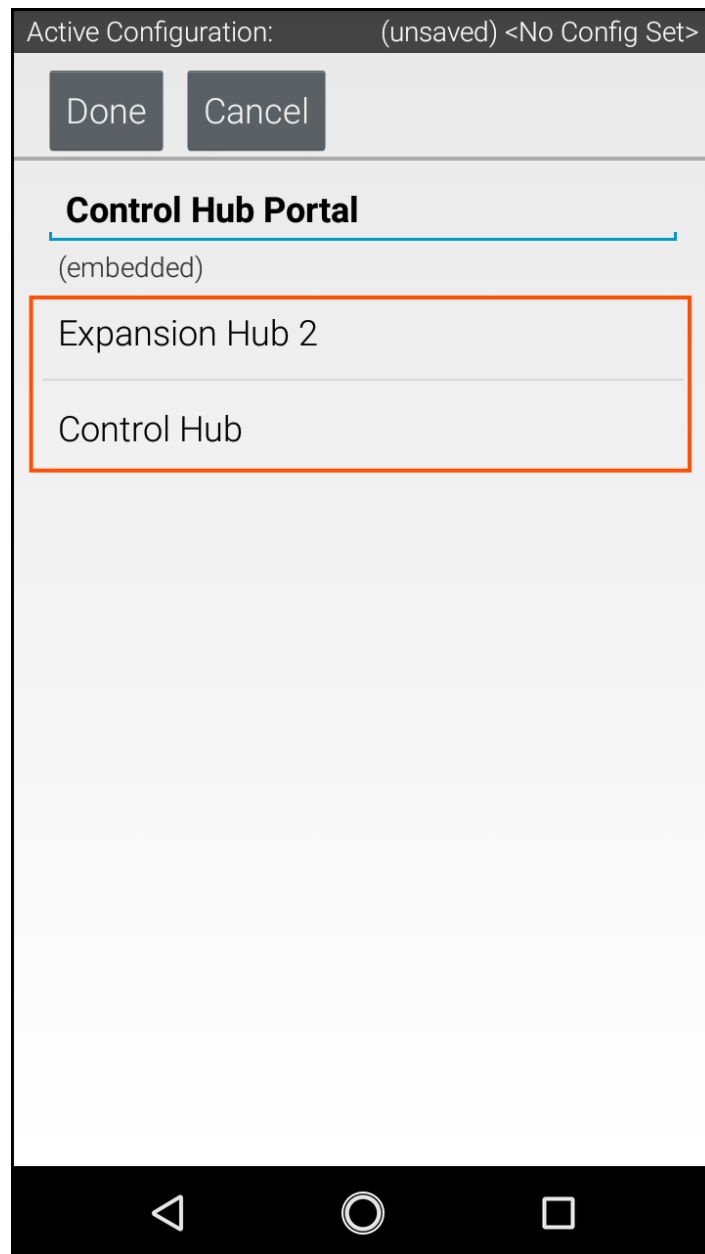 Active Configuration: (unsaved) <No Config Set>
Done Cancel
Control Hub Portal
(embedded)
Expansion Hub 2
Control Hub